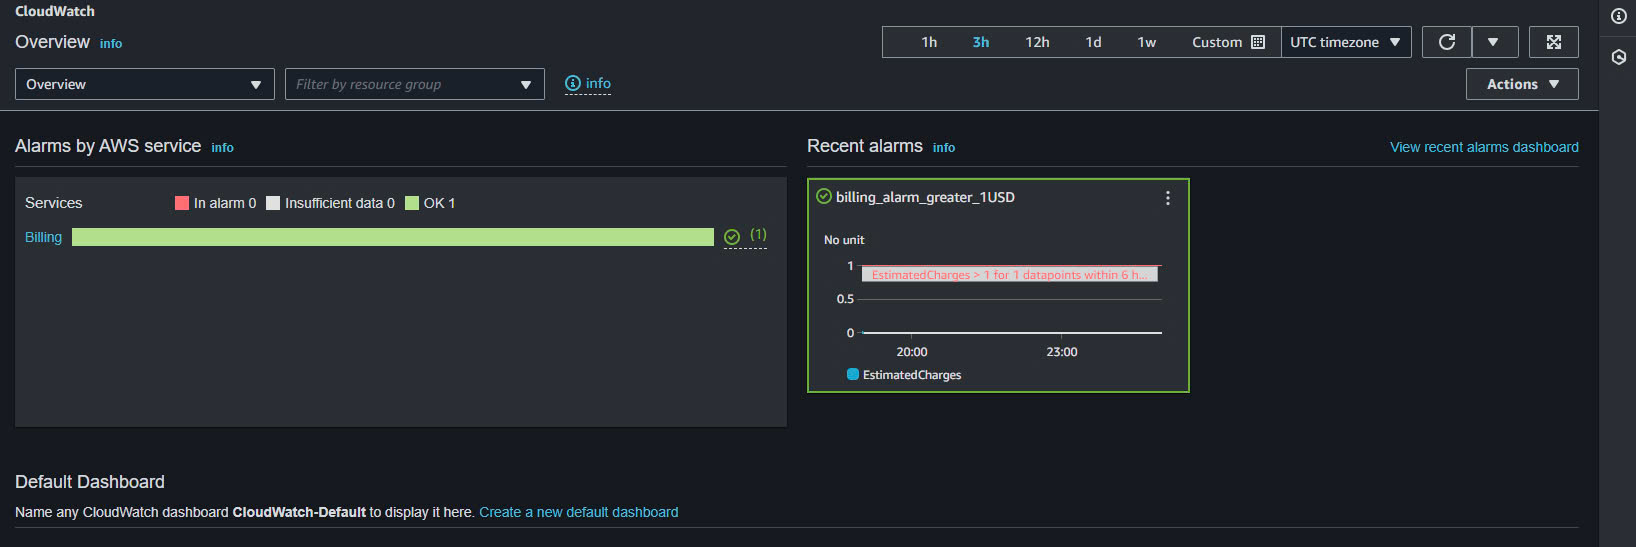 CloudWatch
Overview info
1h 3h 12h 1d 1w Custom UTC timezone
Overview Filter by resource group info Actions
Alarms by AWS service info
Services In alarm 0 Insufficient data 0 OK 1
Billing (1)
Recent alarms info View recent alarms dashboard
billing_alarm_greater_1USD
No unit
1
EstimatedCharges > 1 for 1 datapoints within 6 h...
0.5
0
20:00 23:00
EstimatedCharges
Default Dashboard
Name any CloudWatch dashboard CloudWatch-Default to display it here. Create a new default dashboard